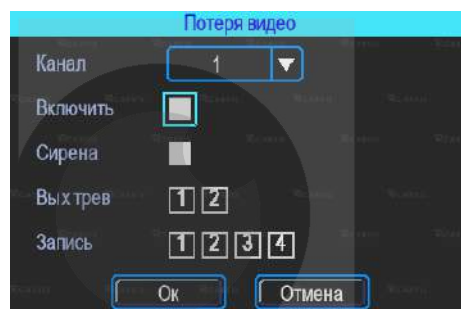 Потеря видео
Канал 1
Включить
Сирена
Вых трев 1 2
Запись 1 2 3 4
Ок Отмена